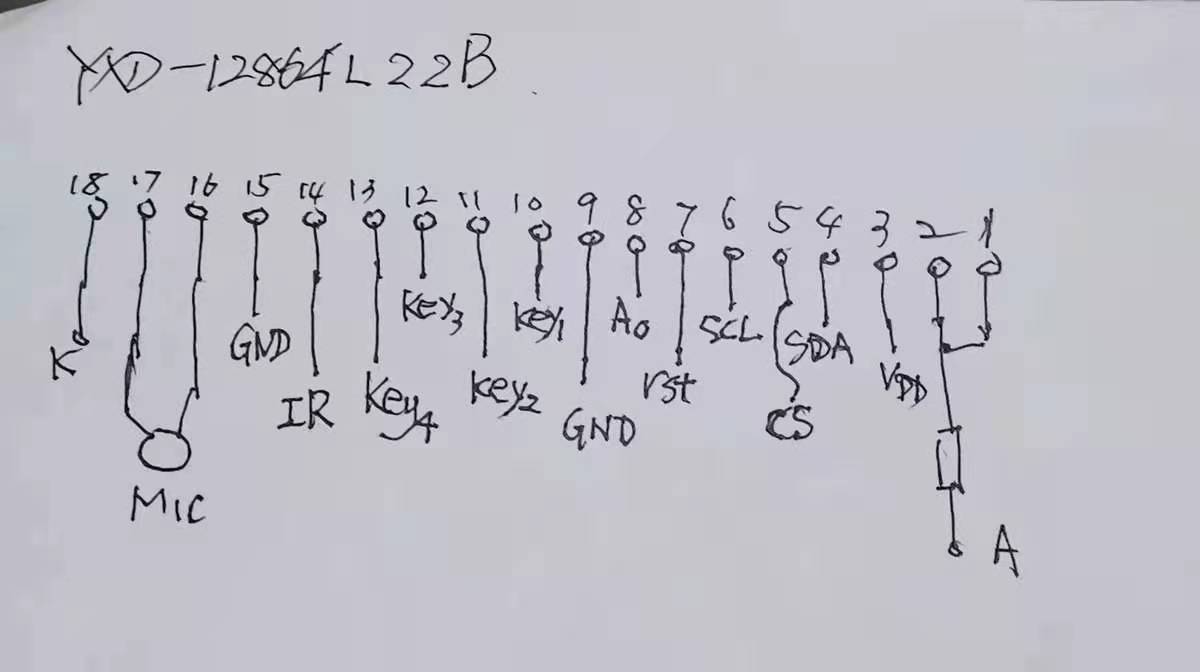 YXD-12864L22B
18 17 16 15 14 13 12 11 10 9 8 7 6 5 4 3 2 1
Key3 Key1 A0 SCL
K GND SDA
IR Key4 Key2 rst VDD
GND CS
MIC
A